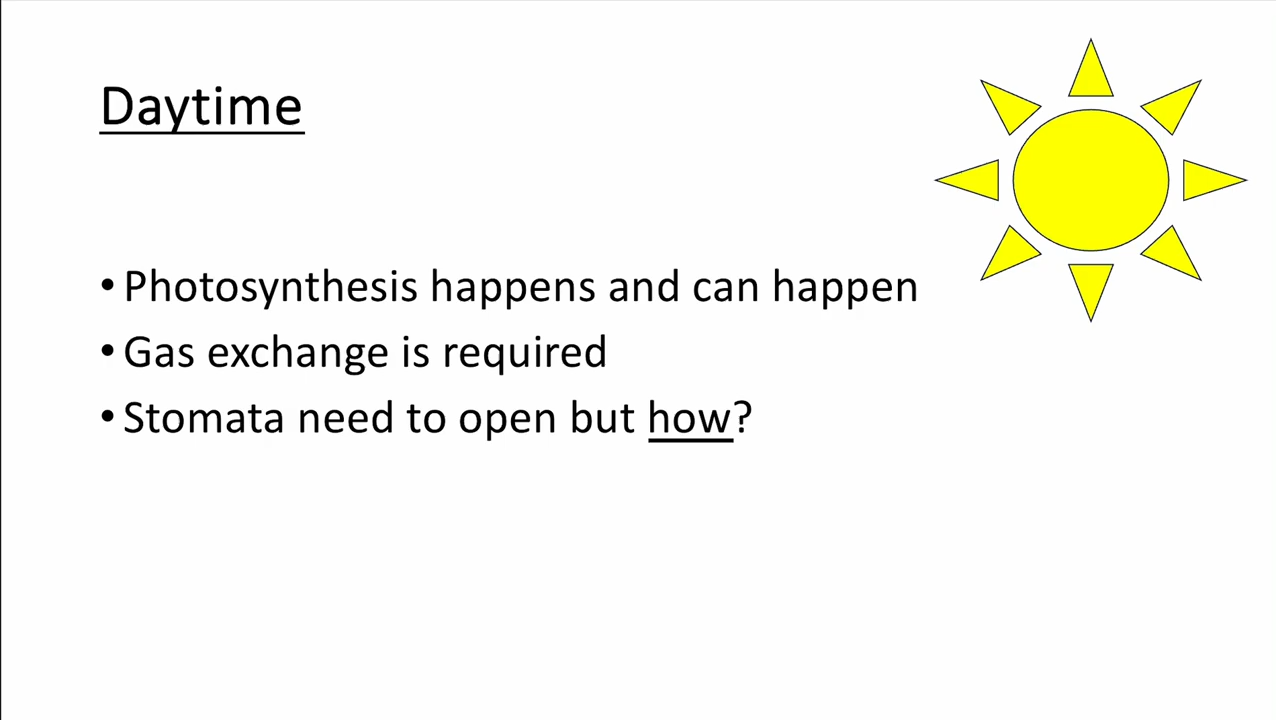 Daytime
• Photosynthesis happens and can happen
• Gas exchange is required
• Stomata need to open but how?